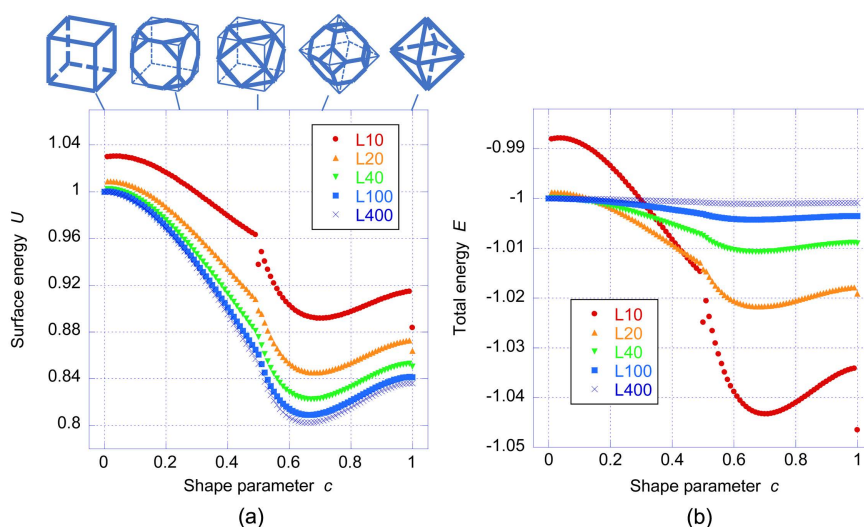 1.04
1
0.96
0.92
0.88
0.84
0.8
Surface energy U
0
0.2
0.4
0.6
0.8
1
Shape parameter c
L10
L20
L40
L100
L400
(a)
-0.99
-1
-1.01
-1.02
-1.03
-1.04
-1.05
Total energy E
0
0.2
0.4
0.6
0.8
1
Shape parameter c
L10
L20
L40
L100
L400
(b)